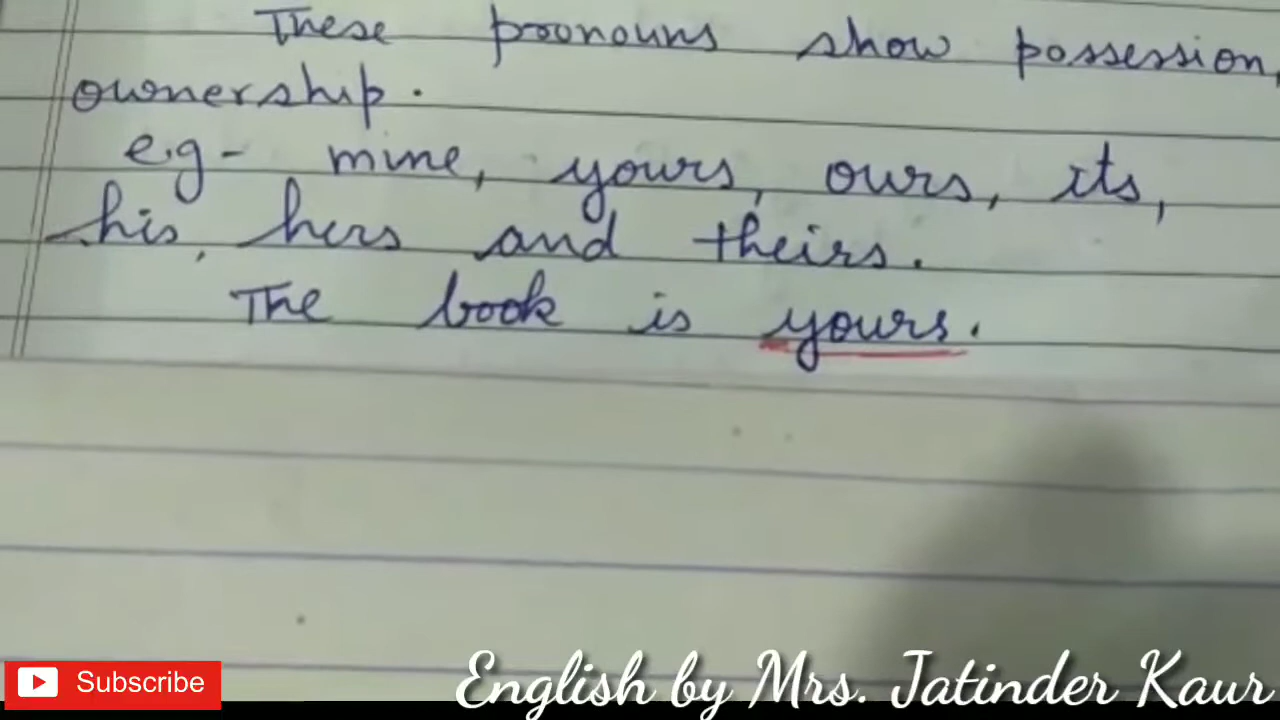 These pronouns show possession,
ownership.
e.g- mine, yours, ours, its,
his, hers and theirs.
The book is yours.
Subscribe
English by Mrs. Jatinder Kaur